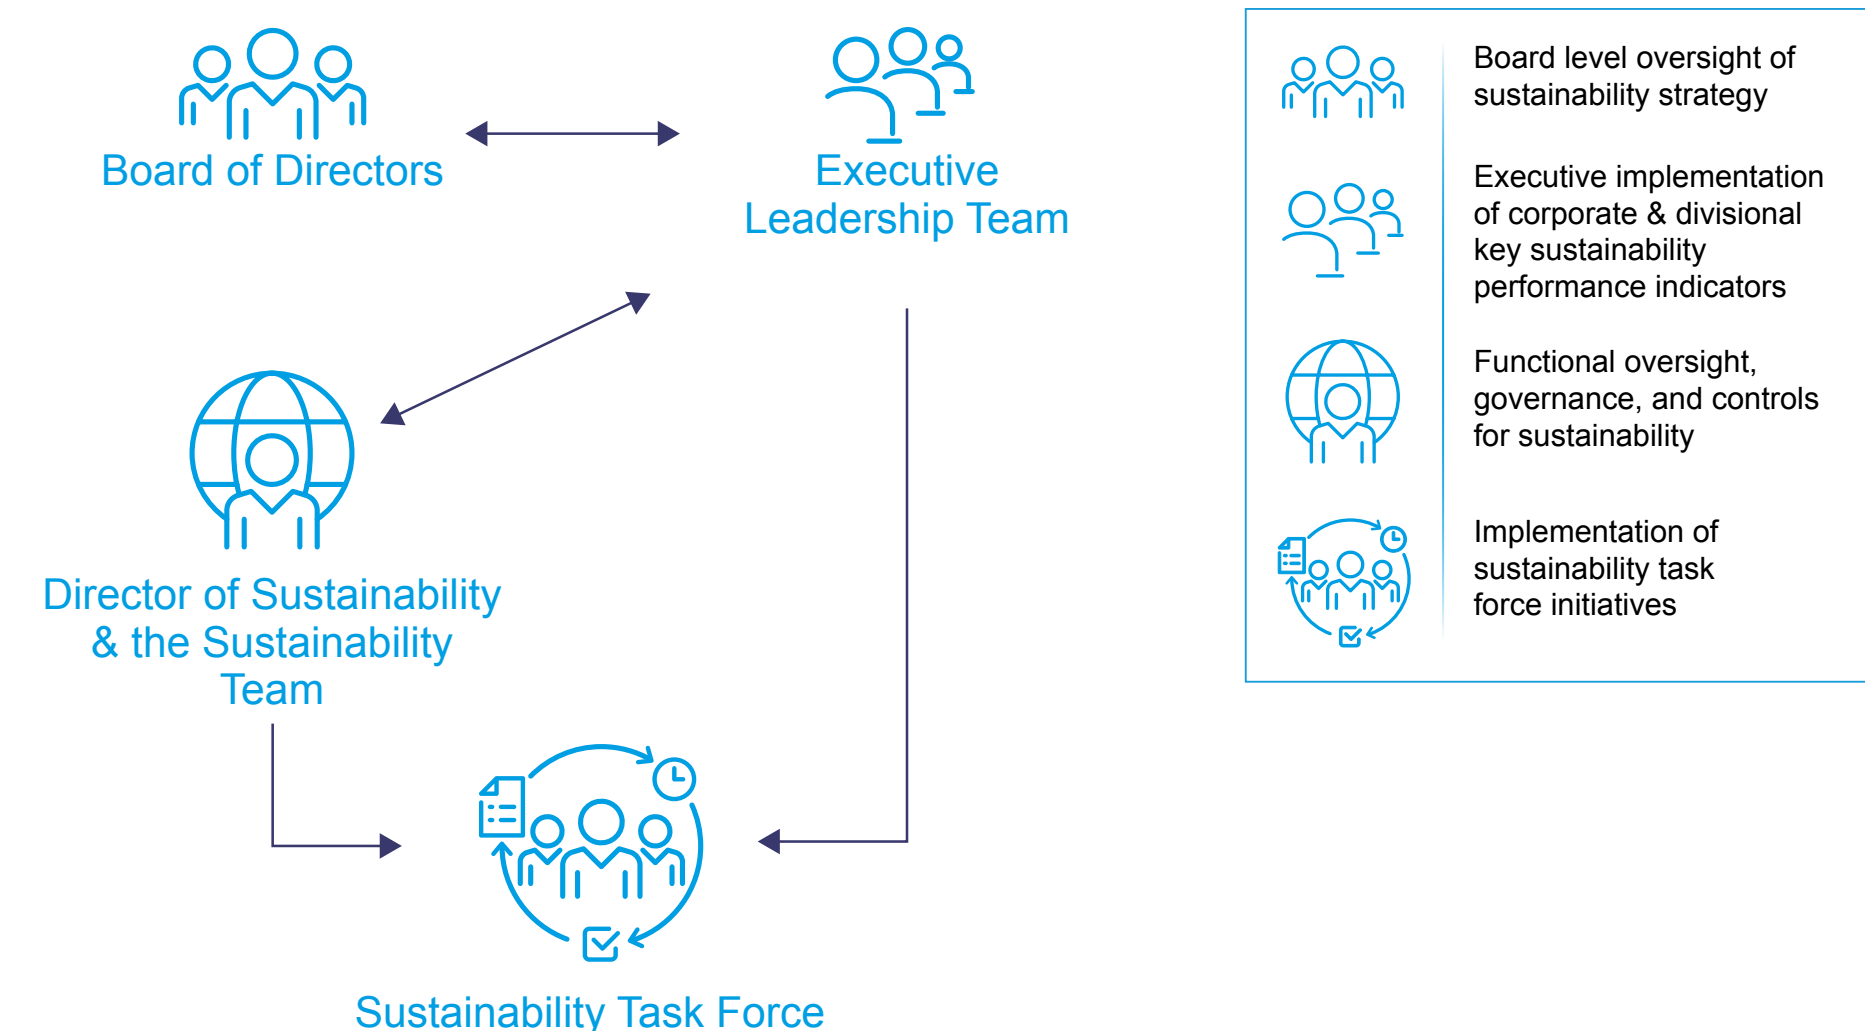 Board of Directors
Executive
Leadership Team
Director of Sustainability
& the Sustainability
Team
Sustainability Task Force
Board level oversight of
sustainability strategy
Executive implementation
of corporate & divisional
key sustainability
performance indicators
Functional oversight,
governance, and controls
for sustainability
Implementation of
sustainability task
force initiatives